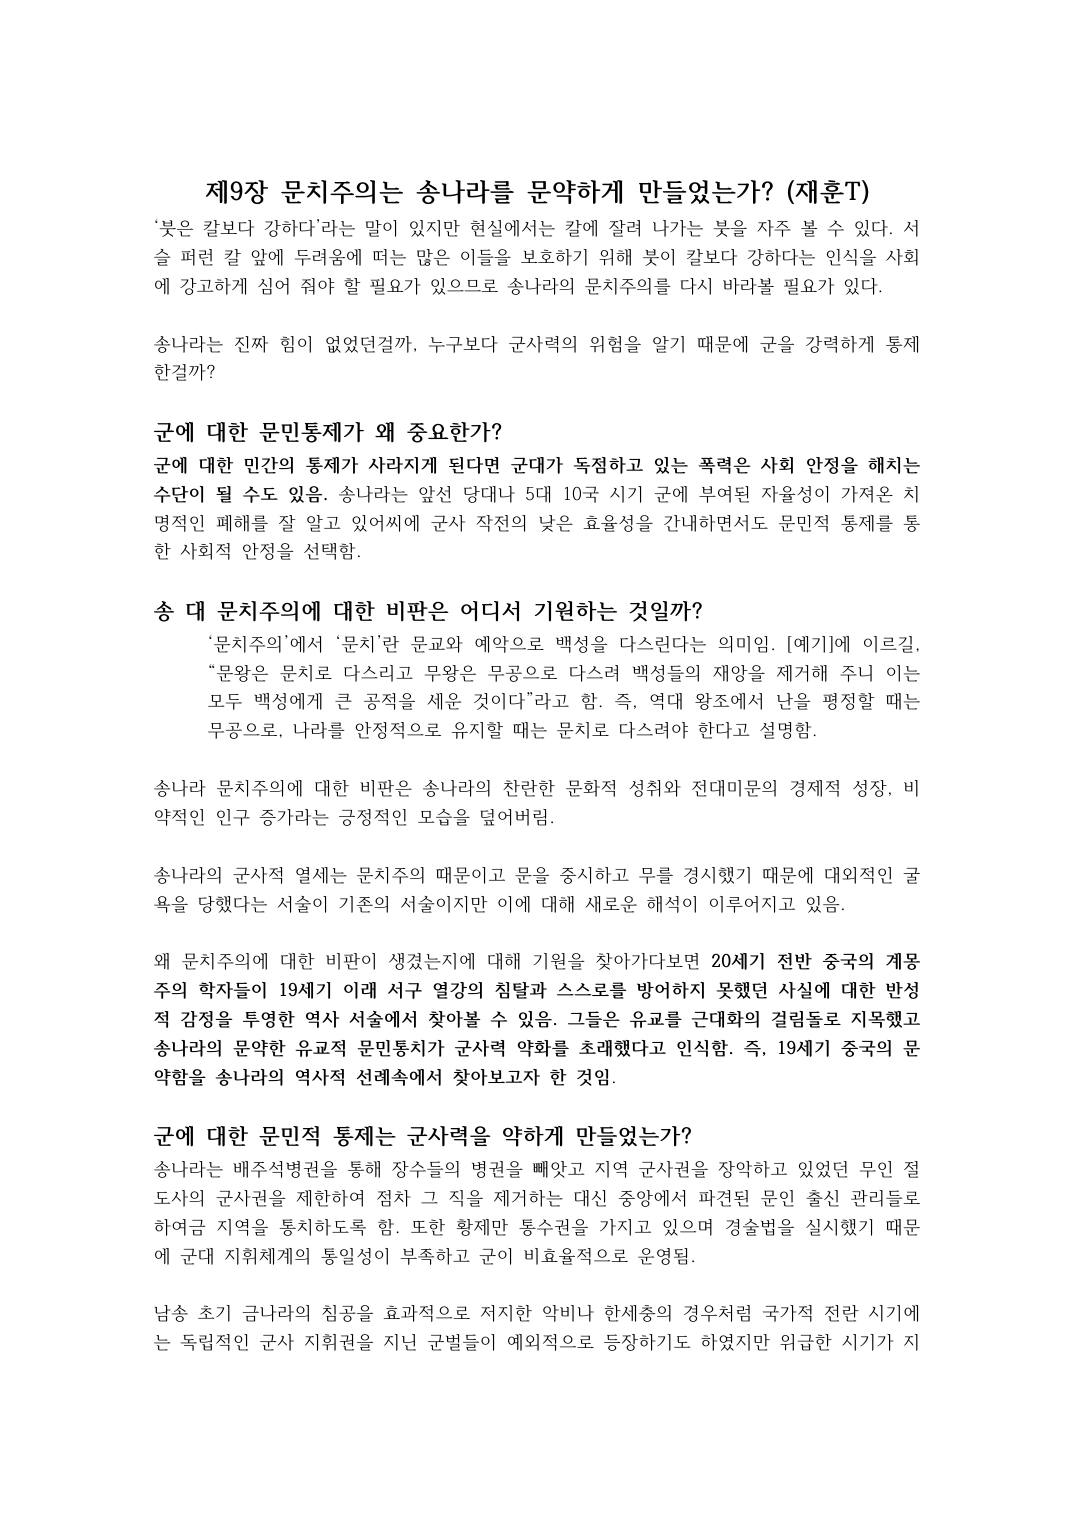 제9장 문치주의는 송나라를 문약하게 만들었는가? (재훈T)
‘붓은 칼보다 강하다’라는 말이 있지만 현실에서는 칼에 잘려 나가는 붓을 자주 볼 수 있다. 서
슬 퍼런 칼 앞에 두려움에 떠는 많은 이들을 보호하기 위해 붓이 칼보다 강하다는 인식을 사회
에 강고하게 심어 줘야 할 필요가 있으므로 송나라의 문치주의를 다시 바라볼 필요가 있다.
송나라는 진짜 힘이 없었던걸까, 누구보다 군사력의 위험을 알기 때문에 군을 강력하게 통제
한걸까?
군에 대한 문민통제가 왜 중요한가?
군에 대한 민간의 통제가 사라지게 된다면 군대가 독점하고 있는 폭력은 사회 안정을 해치는
수단이 될 수도 있음. 송나라는 앞선 당대나 5대 10국 시기 군에 부여된 자율성이 가져온 치
명적인 폐해를 잘 알고 있어씨에 군사 작전의 낮은 효율성을 간내하면서도 문민적 통제를 통
한 사회적 안정을 선택함.
송 대 문치주의에 대한 비판은 어디서 기원하는 것일까?
‘문치주의’에서 ‘문치’란 문교와 예악으로 백성을 다스린다는 의미임. [예기]에 이르길,
“문왕은 문치로 다스리고 무왕은 무공으로 다스려 백성들의 재앙을 제거해 주니 이는
모두 백성에게 큰 공적을 세운 것이다”라고 함. 즉, 역대 왕조에서 난을 평정할 때는
무공으로, 나라를 안정적으로 유지할 때는 문치로 다스려야 한다고 설명함.
송나라 문치주의에 대한 비판은 송나라의 찬란한 문화적 성취와 전대미문의 경제적 성장, 비
약적인 인구 증가라는 긍정적인 모습을 덮어버림.
송나라의 군사적 열세는 문치주의 때문이고 문을 중시하고 무를 경시했기 때문에 대외적인 굴
욕을 당했다는 서술이 기존의 서술이지만 이에 대해 새로운 해석이 이루어지고 있음.
왜 문치주의에 대한 비판이 생겼는지에 대해 기원을 찾아가다보면 20세기 전반 중국의 계몽
주의 학자들이 19세기 이래 서구 열강의 침탈과 스스로를 방어하지 못했던 사실에 대한 반성
적 감정을 투영한 역사 서술에서 찾아볼 수 있음. 그들은 유교를 근대화의 걸림돌로 지목했고
송나라의 문약한 유교적 문민통치가 군사력 약화를 초래했다고 인식함. 즉, 19세기 중국의 문
약함을 송나라의 역사적 선례속에서 찾아보고자 한 것임.
군에 대한 문민적 통제는 군사력을 약하게 만들었는가?
송나라는 배주석병권을 통해 장수들의 병권을 빼앗고 지역 군사권을 장악하고 있었던 무인 절
도사의 군사권을 제한하여 점차 그 직을 제거하는 대신 중앙에서 파견된 문인 출신 관리들로
하여금 지역을 통치하도록 함. 또한 황제만 통수권을 가지고 있으며 경술법을 실시했기 때문
에 군대 지휘체계의 통일성이 부족하고 군이 비효율적으로 운영됨.
남송 초기 금나라의 침공을 효과적으로 저지한 악비나 한세충의 경우처럼 국가적 전란 시기에
는 독립적인 군사 지휘권을 지닌 군벌들이 예외적으로 등장하기도 하였지만 위급한 시기가 지